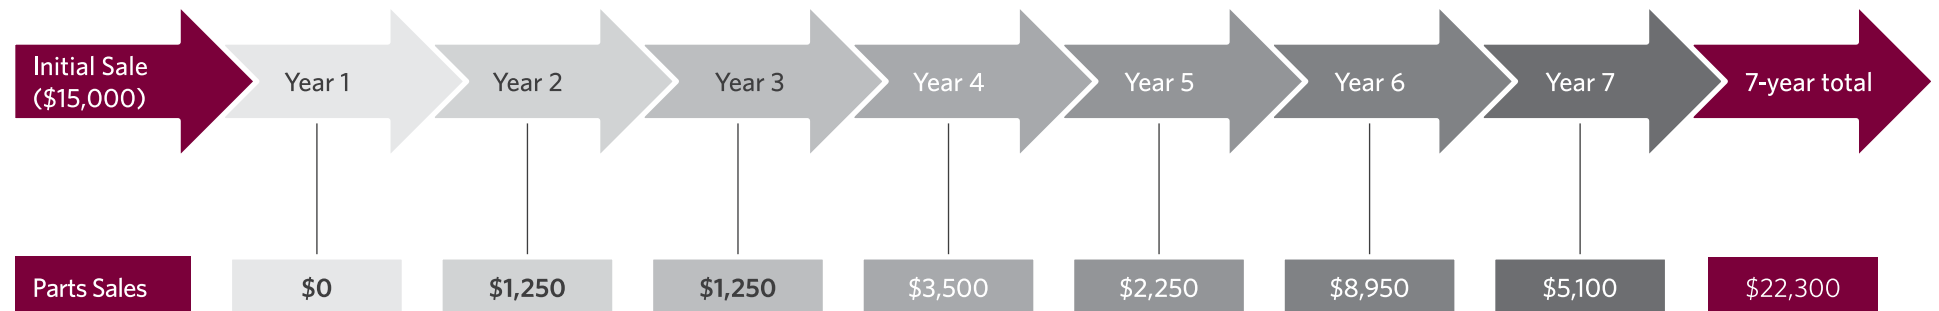 Initial Sale
($15,000)
Year 1
Year 2
Year 3
Year 4
Year 5
Year 6
Year 7
7-year total
Parts Sales
$0
$1,250
$1,250
$3,500
$2,250
$8,950
$5,100
$22,300